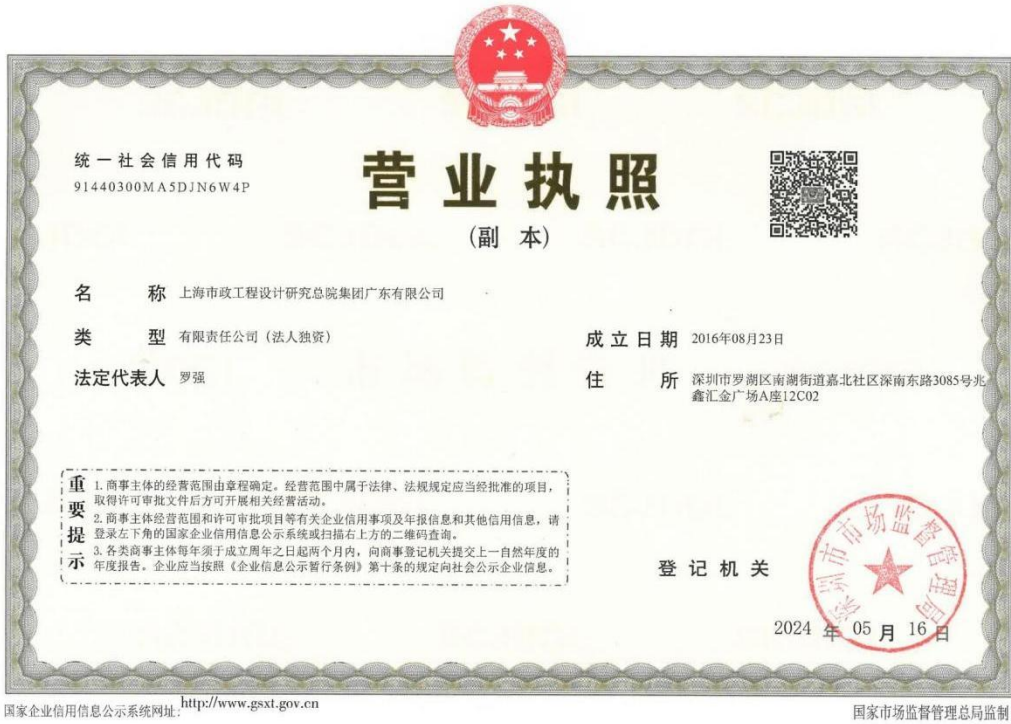 统一社会信用代码
91440300MA5DJN6W4P
营业执照
(副 本)
名 称 上海市政工程设计研究总院集团广东有限公司
类 型 有限责任公司(法人独资)
法定代表人 罗强
成立日期 2016年08月23日
住 所 深圳市罗湖区南湖街道嘉北社区深南东路3085号兆
鑫汇金广场A座12C02
重要提示
1. 商事主体的经营范围由章程确定。经营范围中属于法律、法规规定应当经批准的项目,
取得许可审批文件后方可开展相关经营活动。
2. 商事主体经营范围和许可审批项目等有关企业信用事项及年报信息和其他信用信息,请
登录左下角的国家企业信用信息公示系统或扫描右上方的二维码查询。
3. 各类商事主体每年须于成立周年之日起两个月内,向商事登记机关提交上一自然年度的
年度报告。企业应当按照《企业信息公示暂行条例》第十条的规定向社会公示企业信息。
登记机关
深圳市市场监督管理局
2024 年 05 月 16 日
国家企业信用信息公示系统网址:http://www.gsxt.gov.cn
国家市场监督管理总局监制